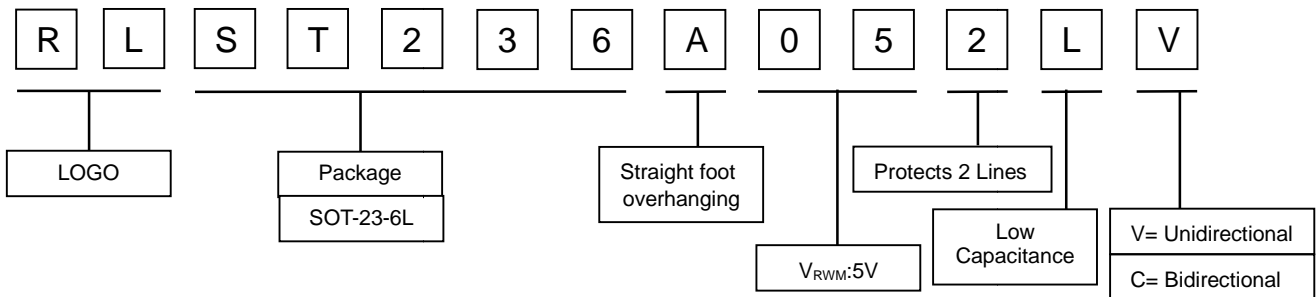 R L S T 2 3 6 A 0 5 2 L V
LOGO
Package
SOT-23-6L
Straight foot
overhanging
VRWM:5V
Protects 2 Lines
Low
Capacitance
V= Unidirectional
C= Bidirectional